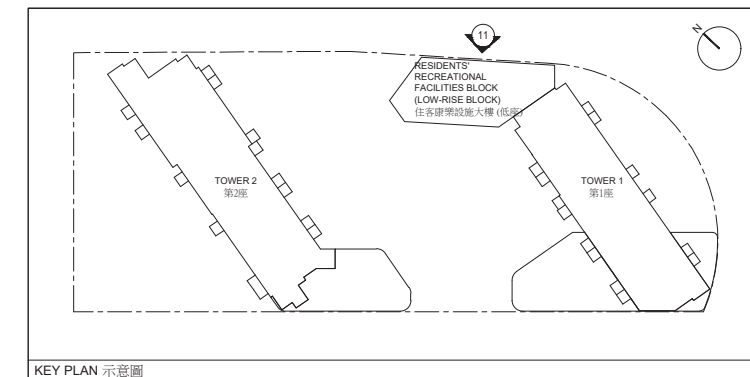 11
N
RESIDENTS'
RECREATIONAL
FACILITIES BLOCK
(LOW-RISE BLOCK)
住客康樂設施大樓 (低座)
TOWER 2
第2座
TOWER 1
第1座
KEY PLAN 示意圖